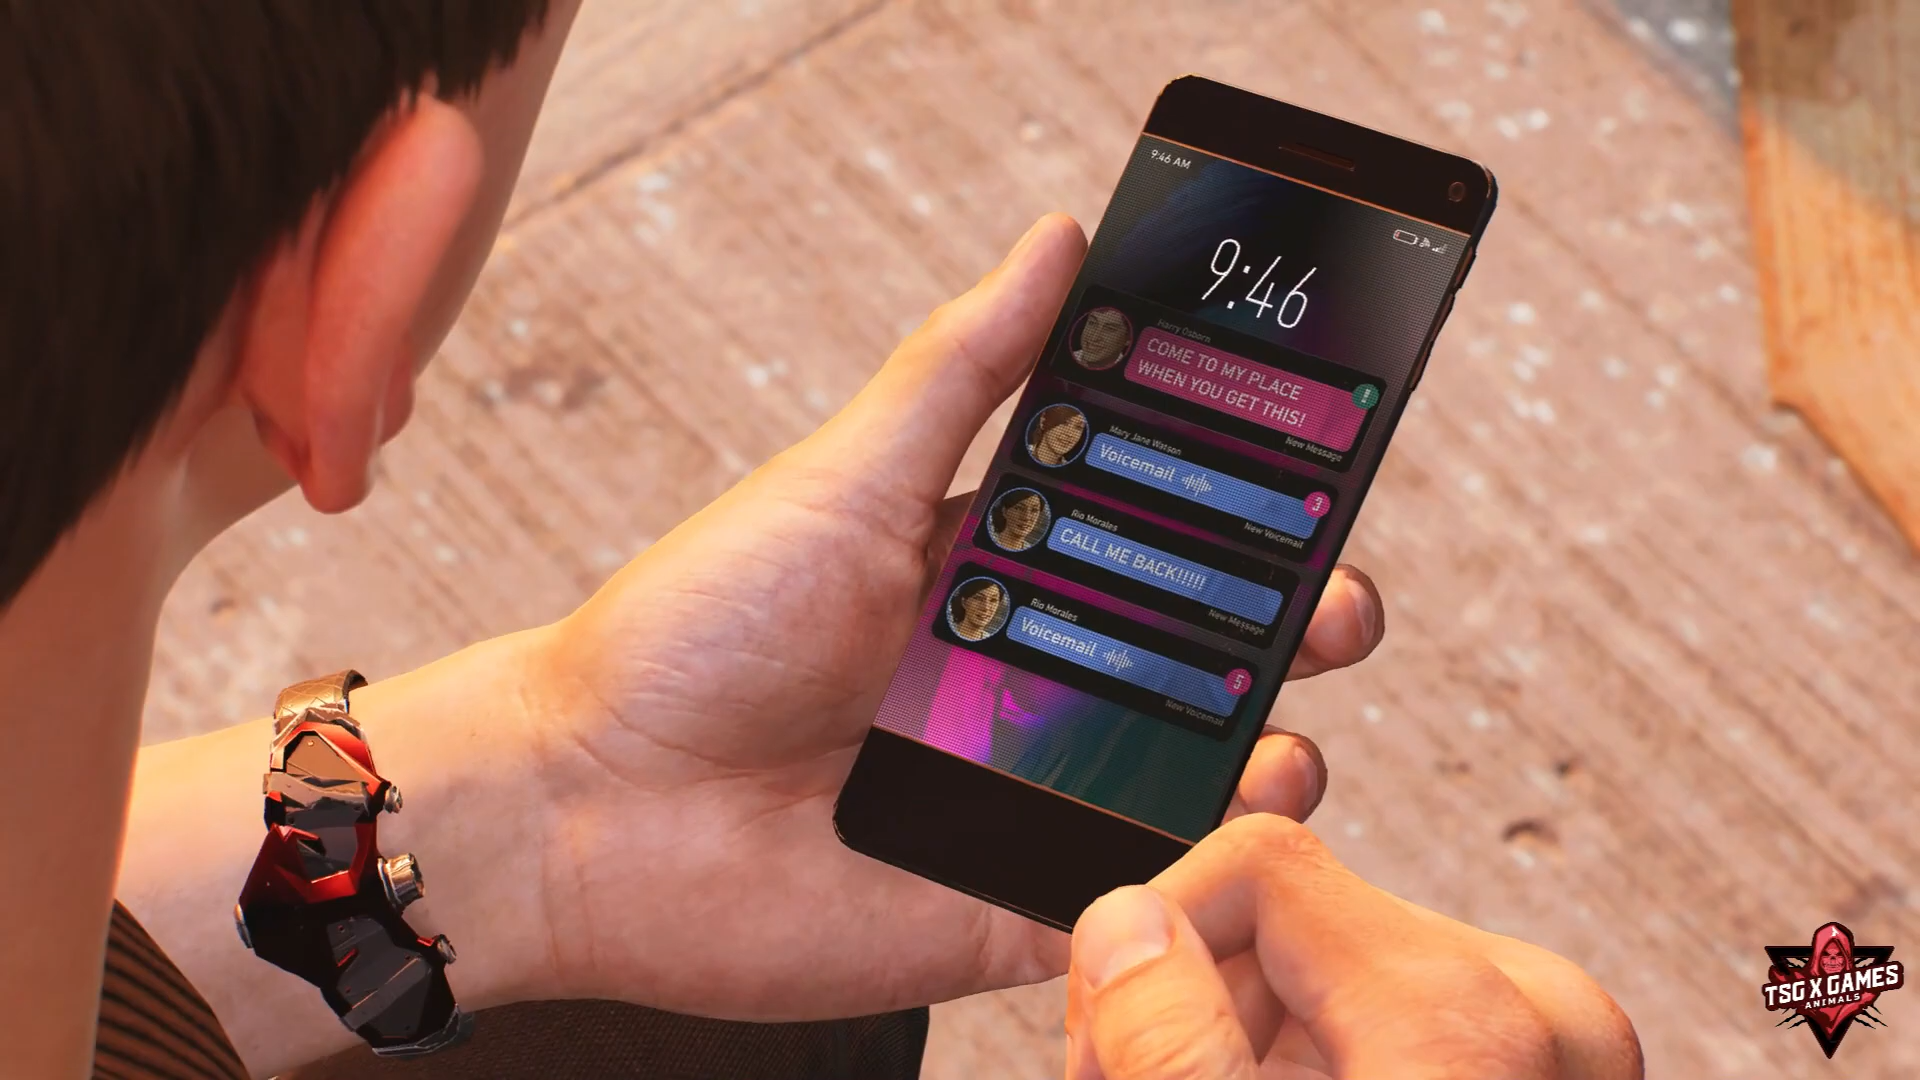 9:46 AM
9:46
Harry Osborn
COME TO MY PLACE
WHEN YOU GET THIS!
New Message
Mary Jane Watson
Voicemail
3
New Voicemail
Rio Morales
CALL ME BACK!!!!!
New Message
Rio Morales
Voicemail
5
New Voicemail
TSG X GAMES
ANIMALS